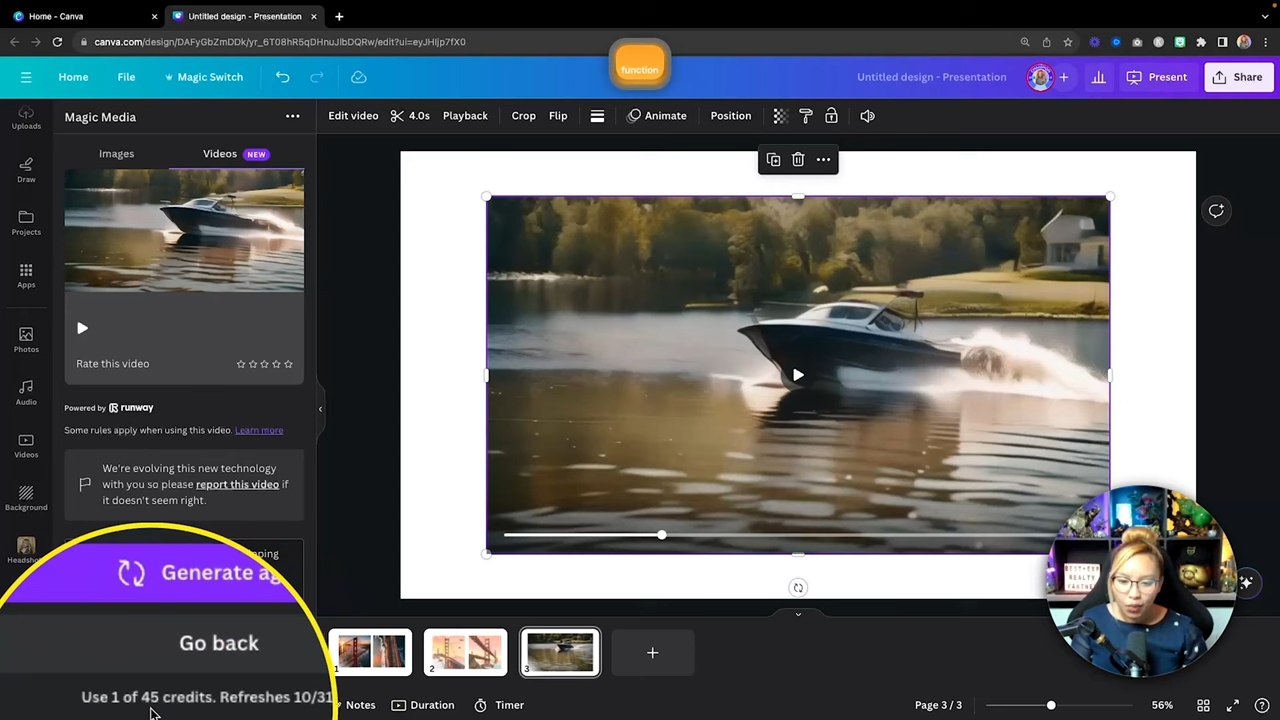 Home - Canva
Untitled design - Presentation
canva.com/design/DAFyGbZmDDk/yr_6T08hR5qDHnuJlbDQRw/edit?ui=eyJHIjp7fX0
function
Home
File
Magic Switch
Untitled design - Presentation
Present
Share
Uploads
Draw
Projects
Apps
Photos
Audio
Videos
Background
Magic Media
Images
Videos NEW
Rate this video
Powered by runway
Some rules apply when using this video. Learn more
We're evolving this new technology
with you so please report this video if
it doesn't seem right.
Generate
Go back
Use 1 of 45 credits. Refreshes 10/31
Edit video
4.0s
Playback
Crop
Flip
Animate
Position
1
2
3
Notes
Duration
Timer
Page 3 / 3
56%